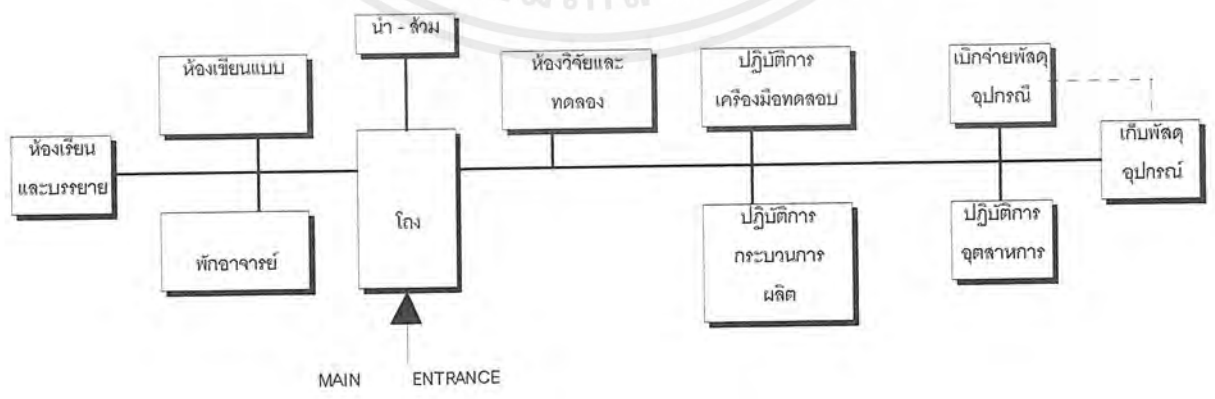 น้ำ - ส้วม
ห้องเขียนแบบ
ห้องวิจัยและ
ทดลอง
ปฏิบัติการ
เครื่องมือทดสอบ
เบิกจ่ายพัสดุ
อุปกรณ์
ห้องเรียน
และบรรยาย
โถง
เก็บพัสดุ
อุปกรณ์
พักอาจารย์
ปฏิบัติการ
กระบวนการ
ผลิต
ปฏิบัติการ
อุตสาหการ
MAIN ENTRANCE